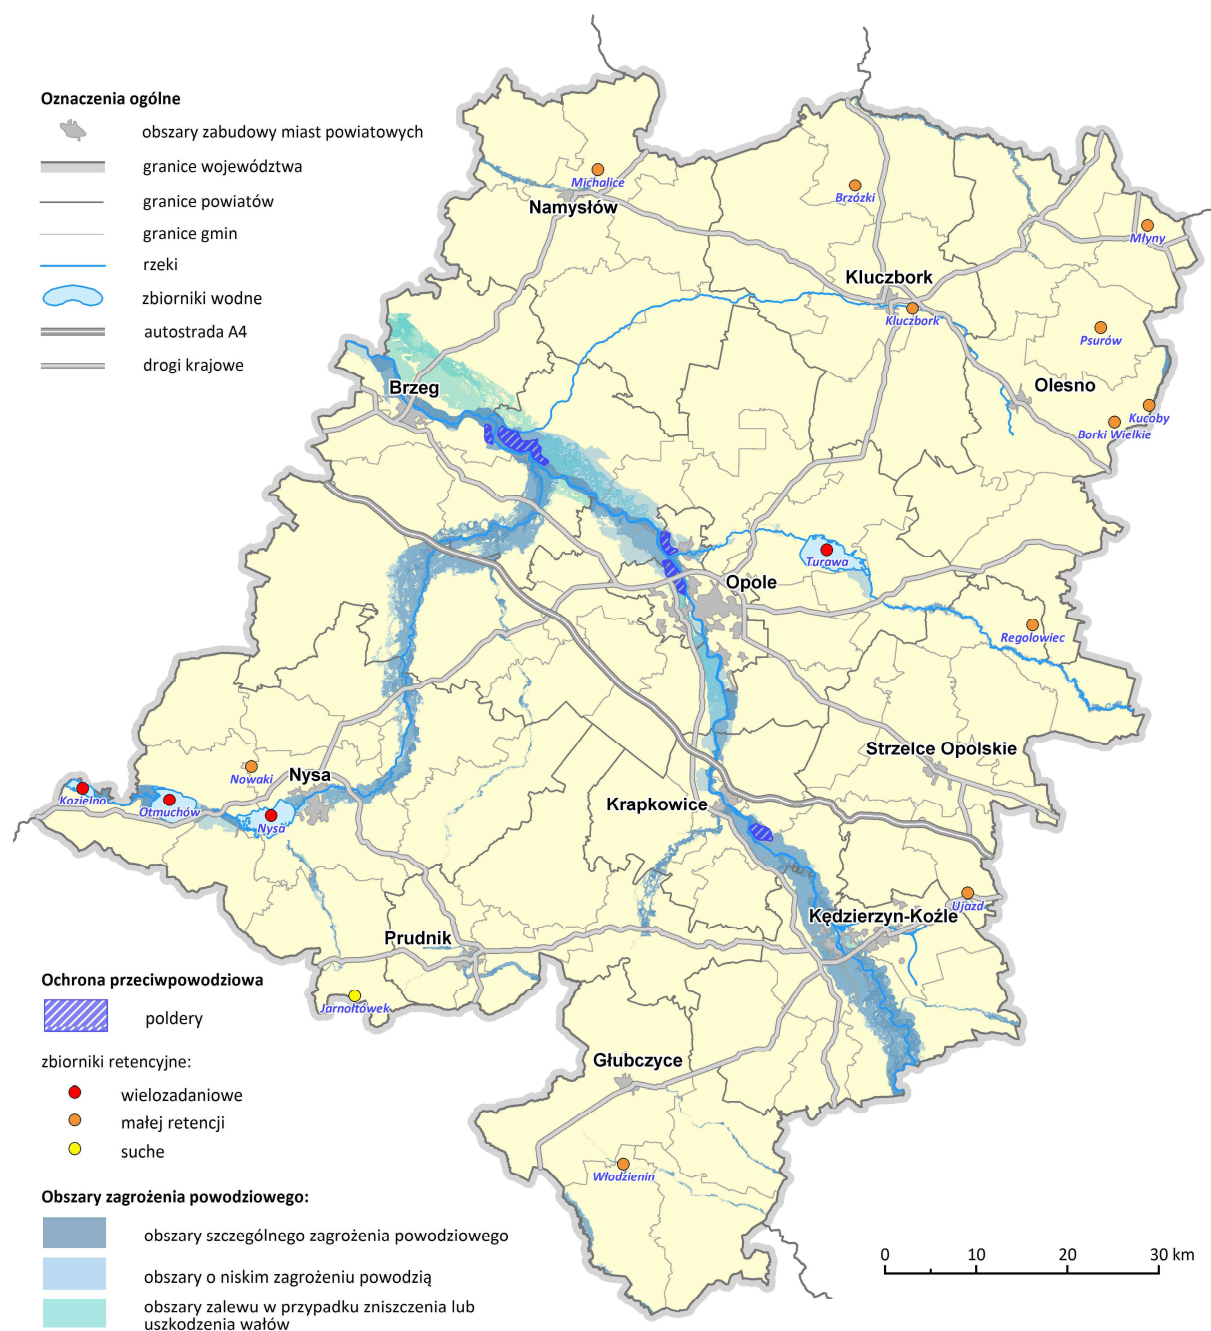 Oznaczenia ogólne
obszary zabudowy miast powiatowych
granice województwa
granice powiatów
granice gmin
rzeki
zbiorniki wodne
autostrada A4
drogi krajowe
Michalice
Namysłów
Brzózki
Młyny
Kluczbork
Kluczbork
Psurów
Brzeg
Olesno
Kucoby
Borki Wielkie
Turawa
Opole
Regolowiec
Strzelce Opolskie
Nysa
Nowaki
Kozielno
Otmuchów
Nysa
Krapkowice
Ujazd
Kędzierzyn-Koźle
Prudnik
Jarnołtówek
Głubczyce
Włodzienin
Ochrona przeciwpowodziowa
poldery
zbiorniki retencyjne:
wielozadaniowe
małej retencji
suche
Obszary zagrożenia powodziowego:
obszary szczególnego zagrożenia powodziowego
obszary o niskim zagrożeniu powodzią
obszary zalewu w przypadku zniszczenia lub
uszkodzenia wałów
0 10 20 30 km